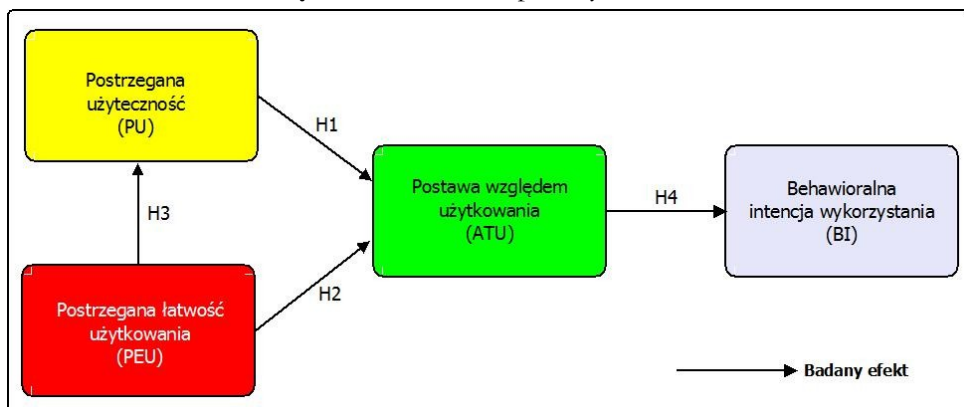 Postrzegana
użyteczność
(PU)
H1
H3
Postawa względem
użytkowania
(ATU)
H4
Behawioralna
intencja wykorzystania
(BI)
Postrzegana łatwość
użytkowania
(PEU)
H2
Badany efekt